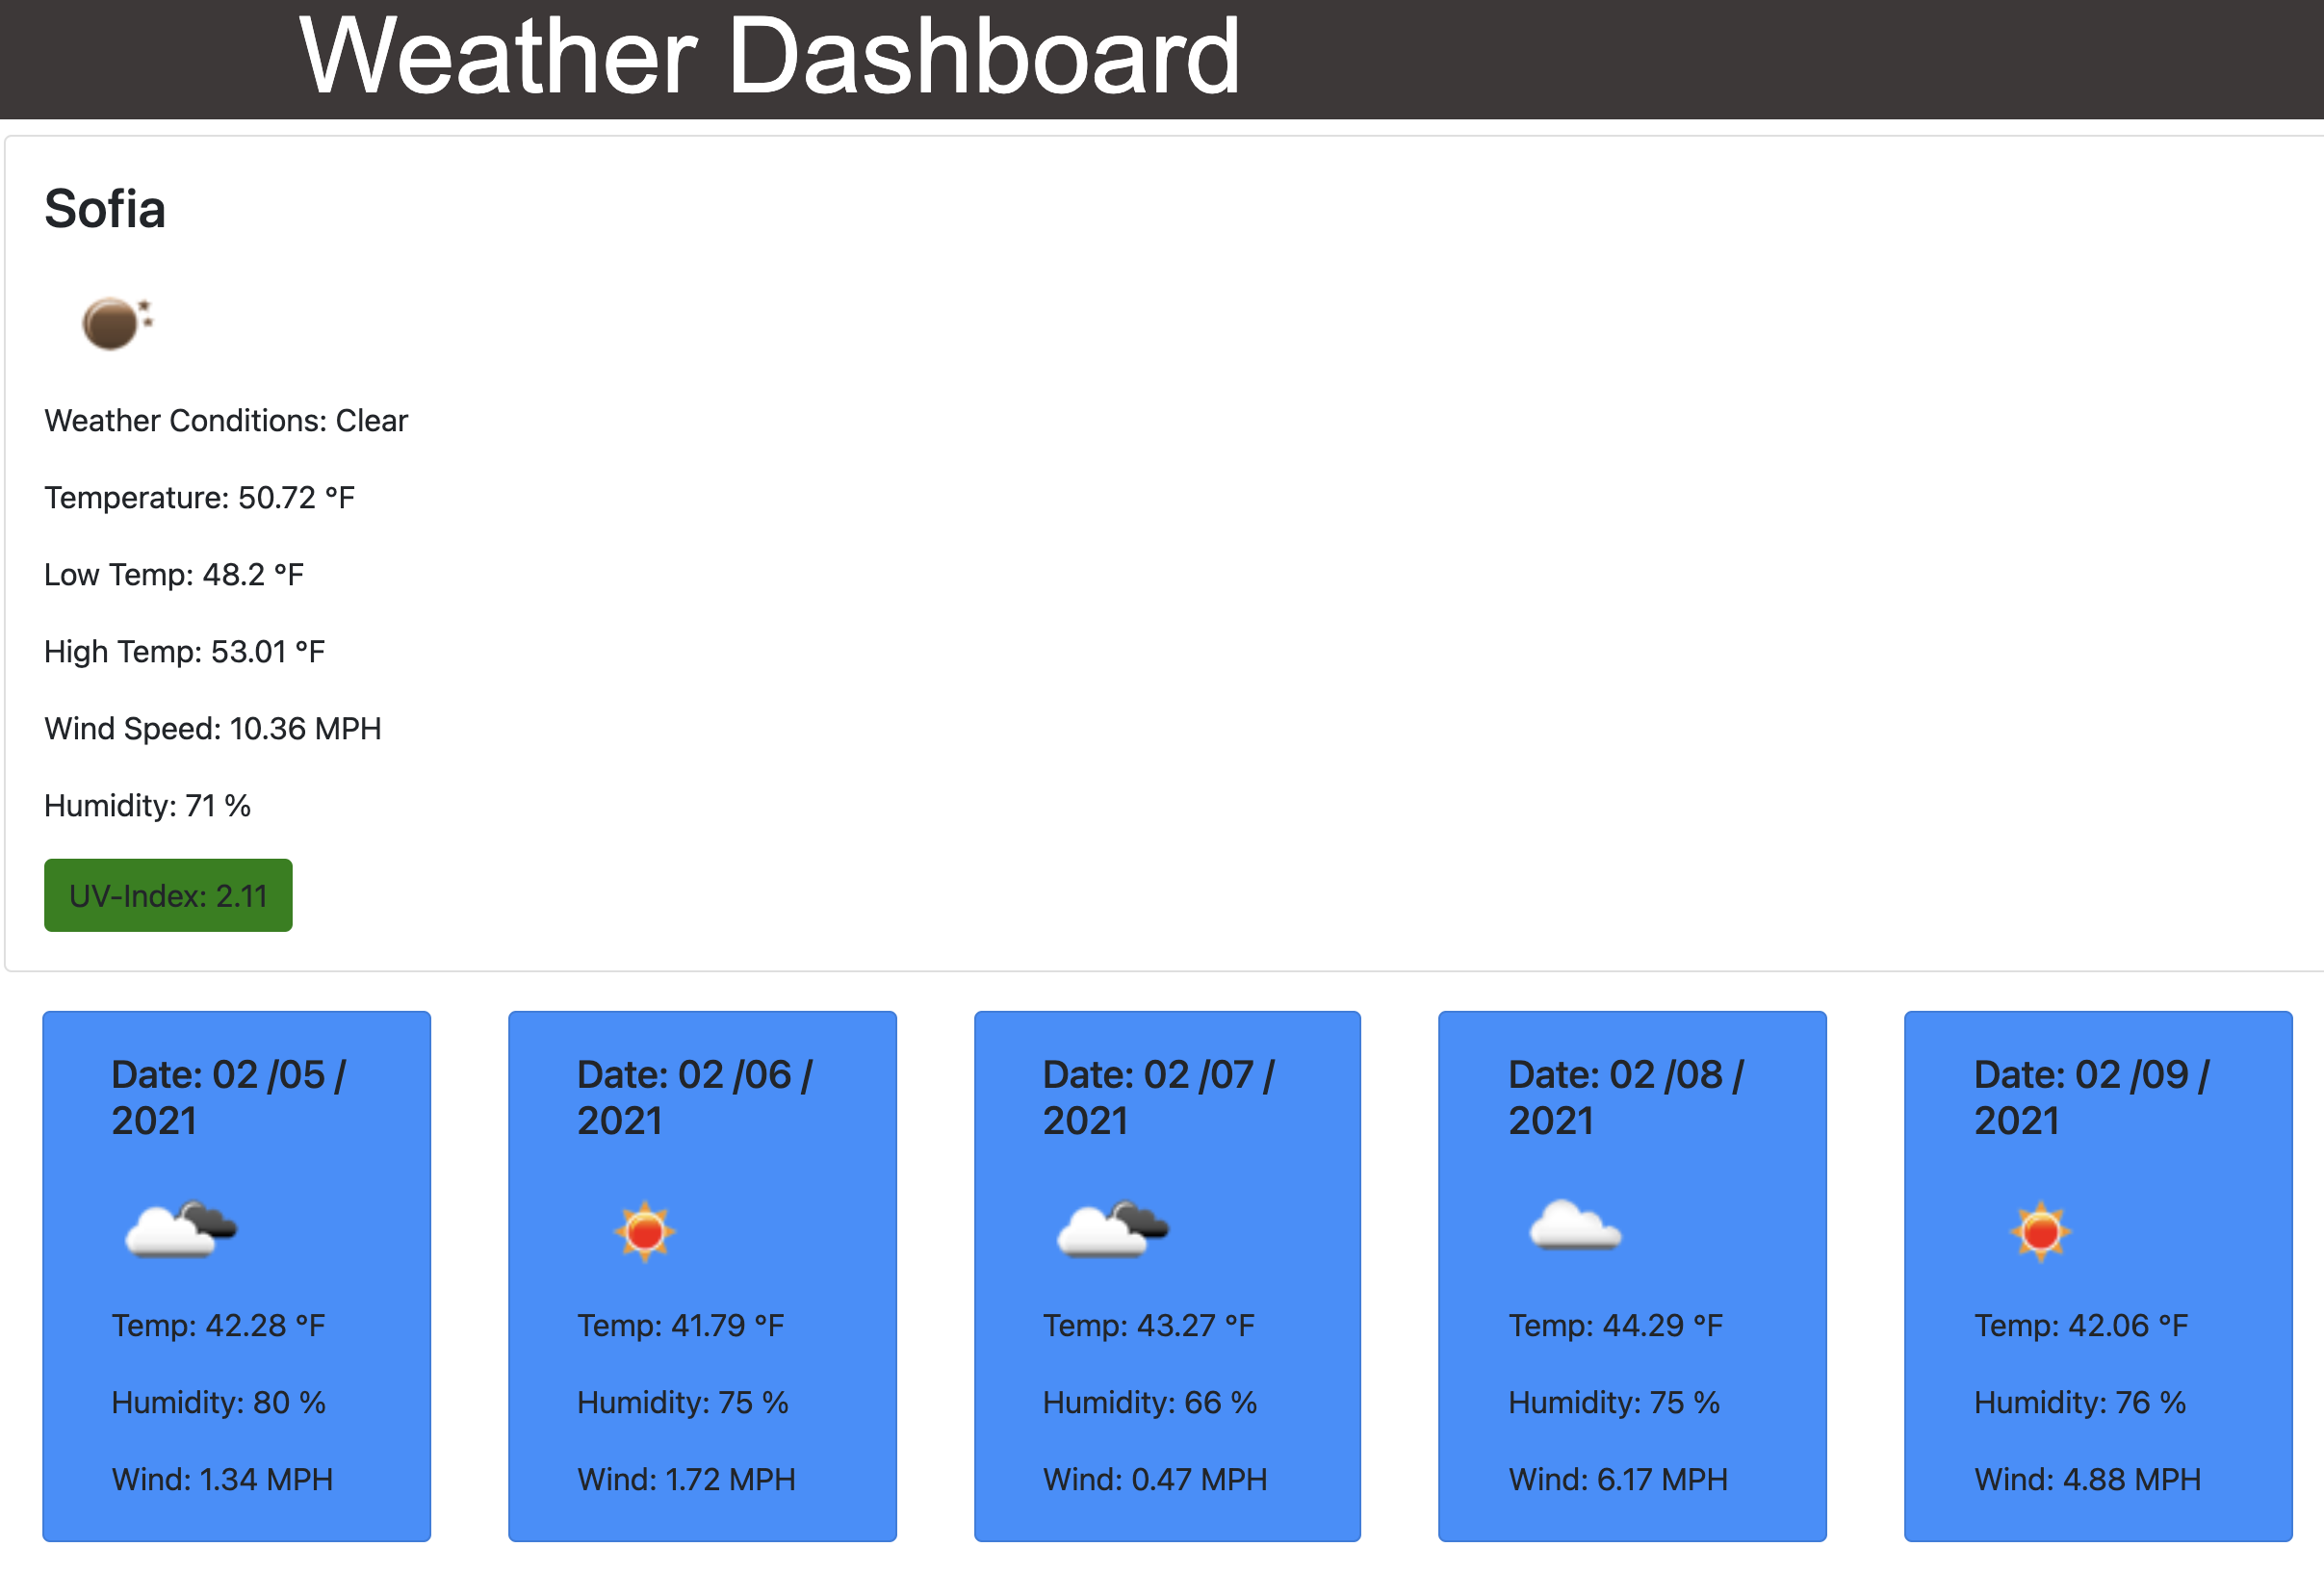 Weather Dashboard
Sofia
Weather Conditions: Clear
Temperature: 50.72 °F
Low Temp: 48.2 °F
High Temp: 53.01 °F
Wind Speed: 10.36 MPH
Humidity: 71 %
UV-Index: 2.11
Date: 02 /05 /
2021
Temp: 42.28 °F
Humidity: 80 %
Wind: 1.34 MPH
Date: 02 /06 /
2021
Temp: 41.79 °F
Humidity: 75 %
Wind: 1.72 MPH
Date: 02 /07 /
2021
Temp: 43.27 °F
Humidity: 66 %
Wind: 0.47 MPH
Date: 02 /08 /
2021
Temp: 44.29 °F
Humidity: 75 %
Wind: 6.17 MPH
Date: 02 /09 /
2021
Temp: 42.06 °F
Humidity: 76 %
Wind: 4.88 MPH